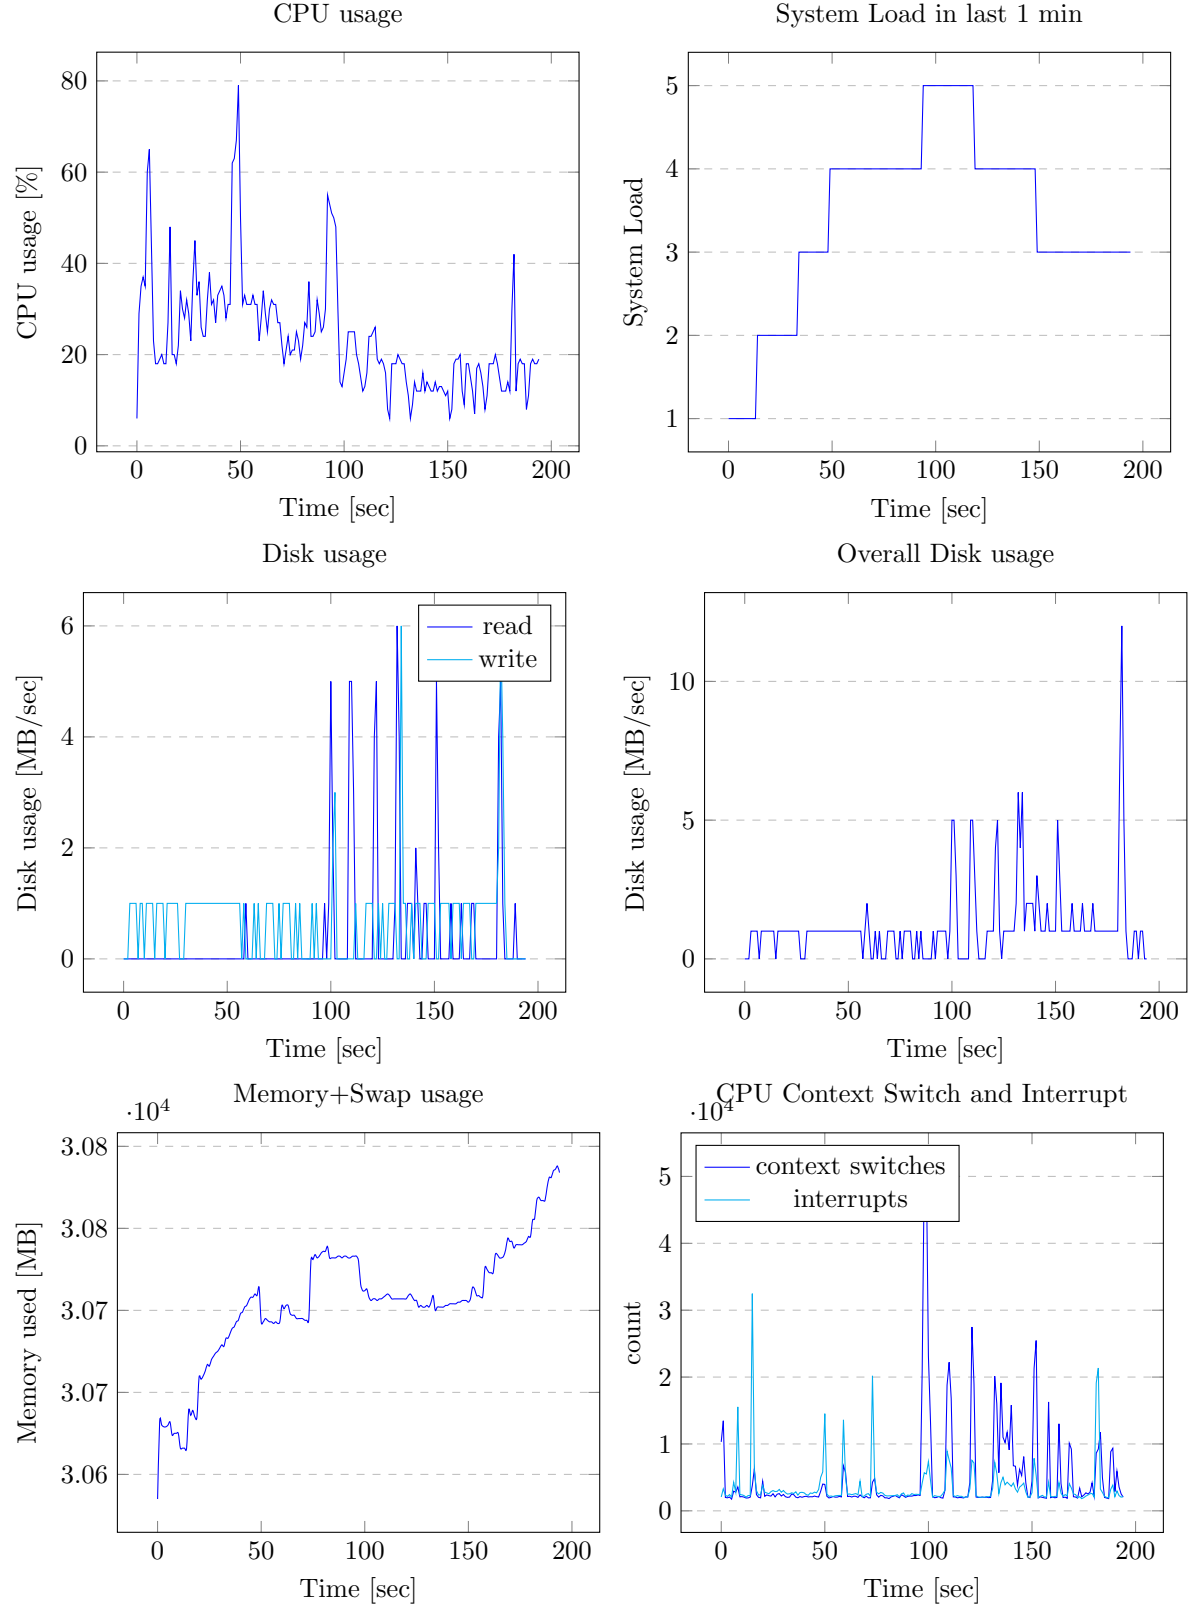 CPU usage
80
60
40
20
0
CPU usage [%]
0 50 100 150 200
Time [sec]
System Load in last 1 min
5
4
3
2
1
System Load
0 50 100 150 200
Time [sec]
Disk usage
6
4
2
0
Disk usage [MB/sec]
read
write
0 50 100 150 200
Time [sec]
Overall Disk usage
10
5
0
Disk usage [MB/sec]
0 50 100 150 200
Time [sec]
Memory+Swap usage
·10⁴
3.08
3.08
3.07
3.07
3.06
Memory used [MB]
0 50 100 150 200
Time [sec]
CPU Context Switch and Interrupt
·10⁴
5
4
3
2
1
0
count
context switches
interrupts
0 50 100 150 200
Time [sec]